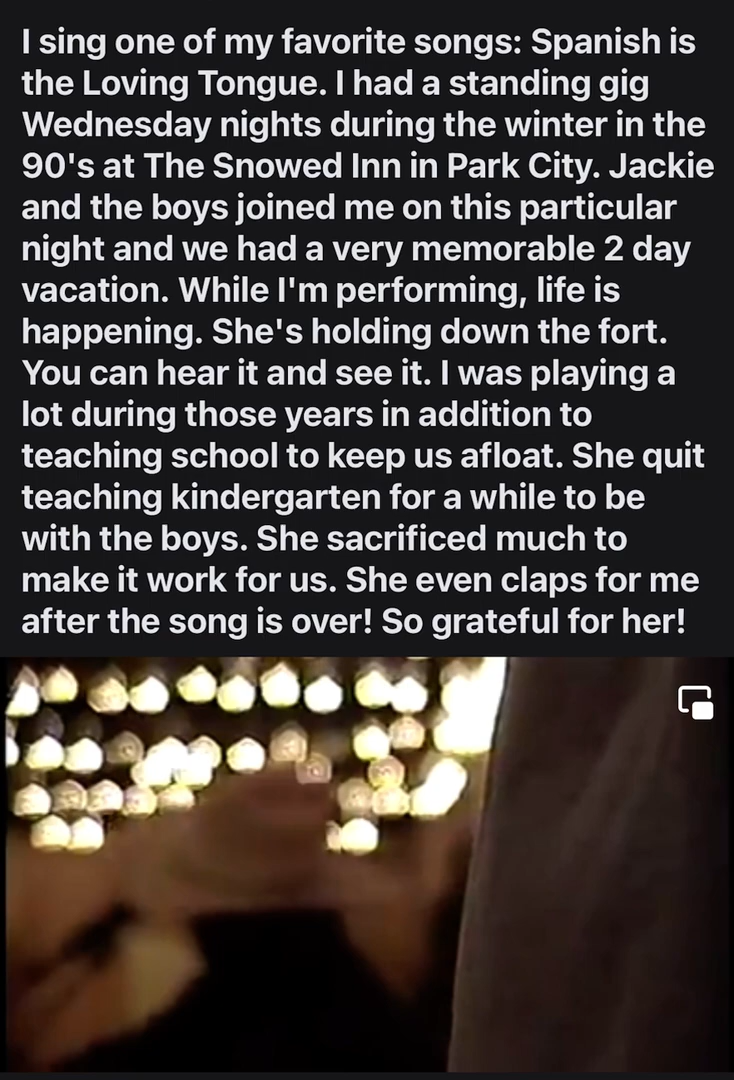 I sing one of my favorite songs: Spanish is
the Loving Tongue. I had a standing gig
Wednesday nights during the winter in the
90's at The Snowed Inn in Park City. Jackie
and the boys joined me on this particular
night and we had a very memorable 2 day
vacation. While I'm performing, life is
happening. She's holding down the fort.
You can hear it and see it. I was playing a
lot during those years in addition to
teaching school to keep us afloat. She quit
teaching kindergarten for a while to be
with the boys. She sacrificed much to
make it work for us. She even claps for me
after the song is over! So grateful for her!